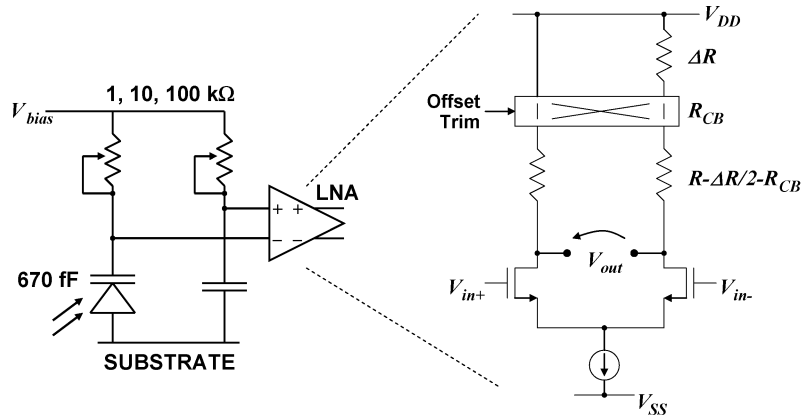 1, 10, 100 kΩ
V_bias
+ +
− −
LNA
670 fF
SUBSTRATE
V_DD
ΔR
Offset
Trim
R_CB
R-ΔR/2-R_CB
V_out
V_in+
V_in-
V_SS